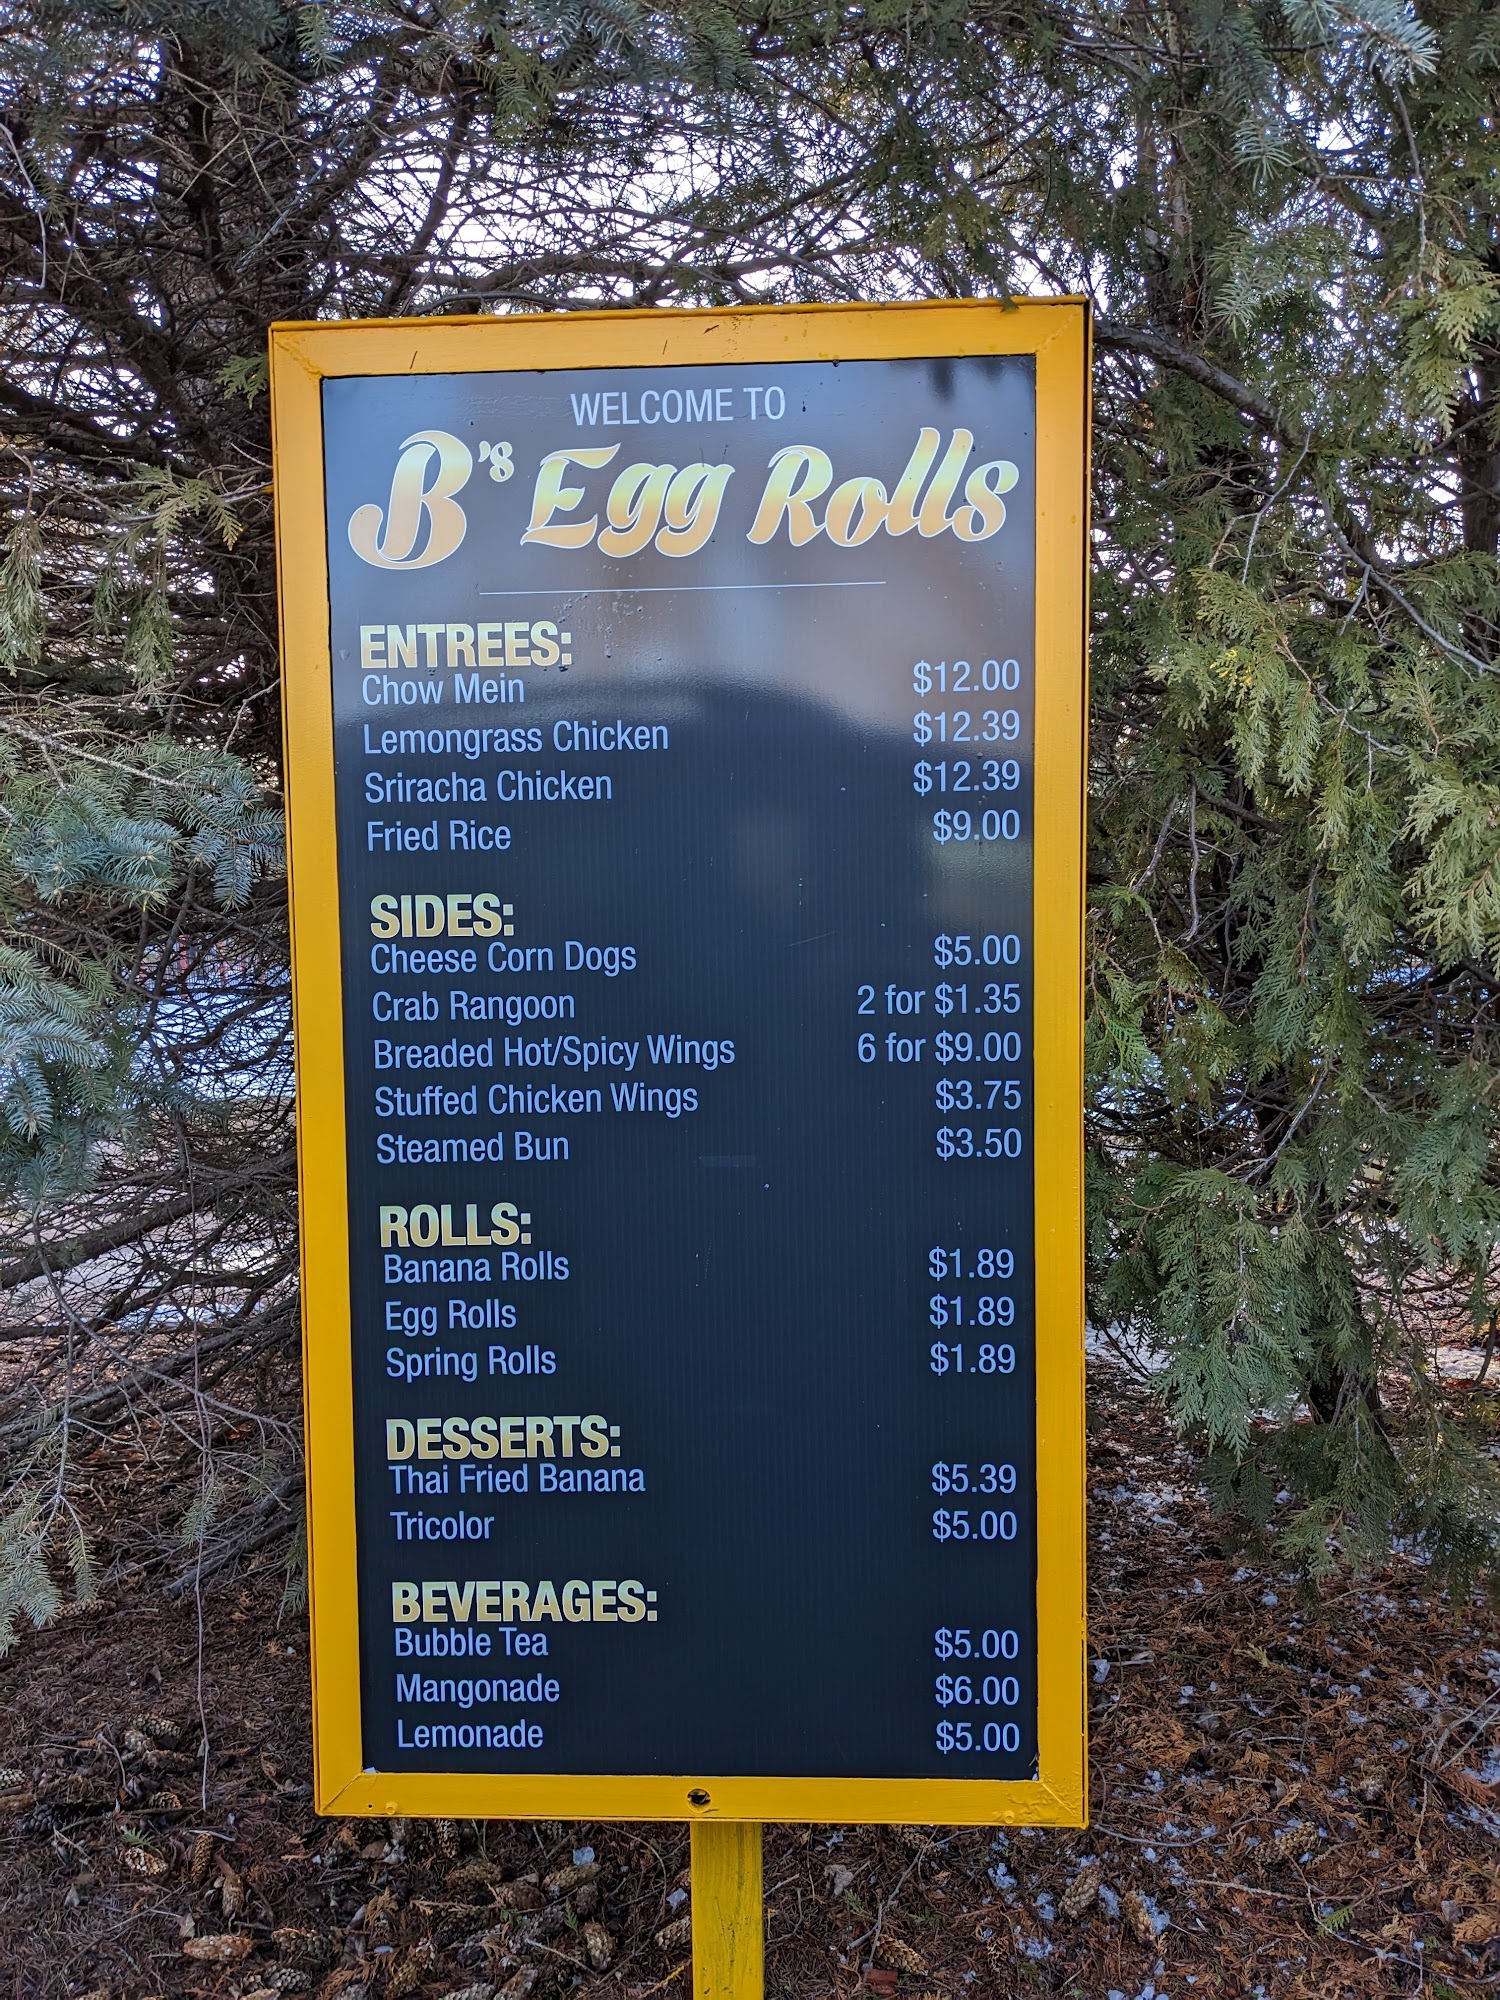 WELCOME TO
B's Egg Rolls
ENTREES:
Chow Mein $12.00
Lemongrass Chicken $12.39
Sriracha Chicken $12.39
Fried Rice $9.00
SIDES:
Cheese Corn Dogs $5.00
Crab Rangoon 2 for $1.35
Breaded Hot/Spicy Wings 6 for $9.00
Stuffed Chicken Wings $3.75
Steamed Bun $3.50
ROLLS:
Banana Rolls $1.89
Egg Rolls $1.89
Spring Rolls $1.89
DESSERTS:
Thai Fried Banana $5.39
Tricolor $5.00
BEVERAGES:
Bubble Tea $5.00
Mangonade $6.00
Lemonade $5.00